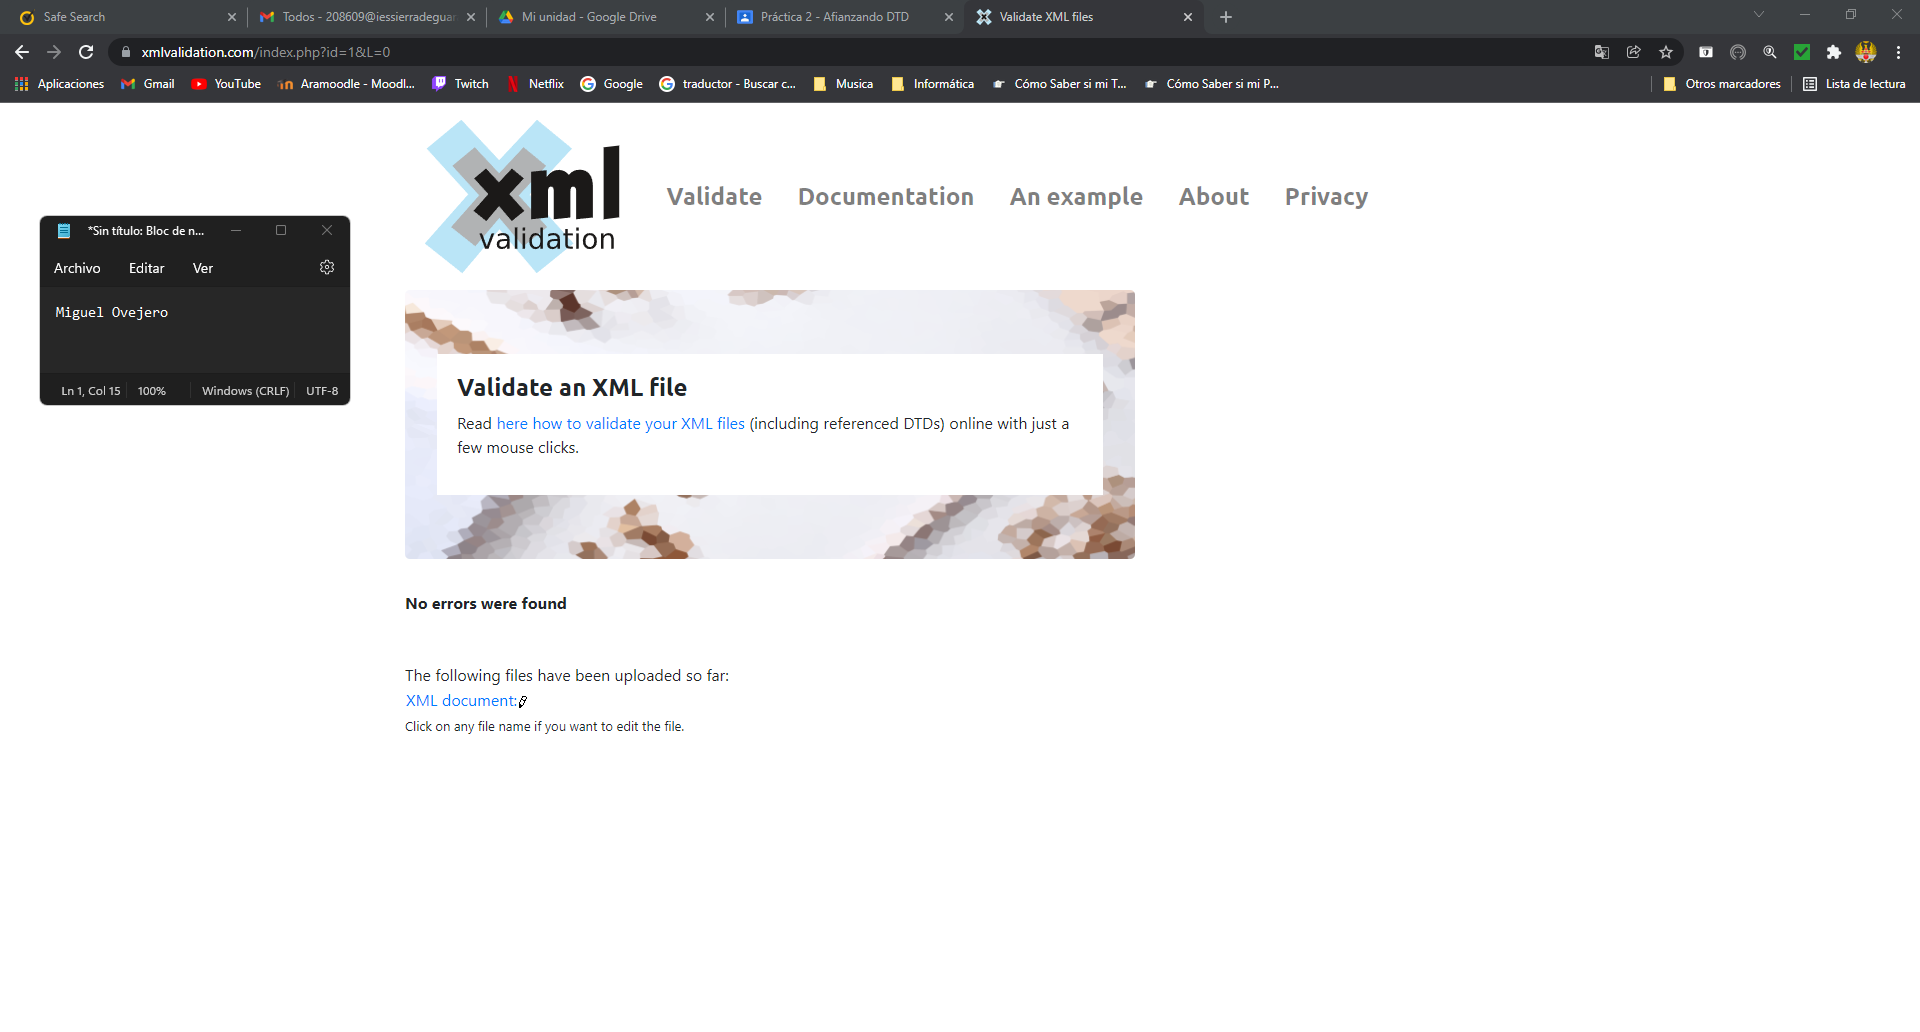 Safe Search
Todos - 208609@iessierradeguar
Mi unidad - Google Drive
Práctica 2 - Afianzando DTD
Validate XML files
xmlvalidation.com/index.php?id=1&L=0
Aplicaciones
Gmail
YouTube
Aramoodle - Moodl...
Twitch
Netflix
Google
traductor - Buscar c...
Musica
Informática
Cómo Saber si mi T...
Cómo Saber si mi P...
Otros marcadores
Lista de lectura
xml
validation
Validate
Documentation
An example
About
Privacy
*Sin título: Bloc de n...
Archivo
Editar
Ver
Miguel Ovejero
Ln 1, Col 15
100%
Windows (CRLF)
UTF-8
Validate an XML file
Read here how to validate your XML files (including referenced DTDs) online with just a
few mouse clicks.
No errors were found
The following files have been uploaded so far:
XML document:
Click on any file name if you want to edit the file.